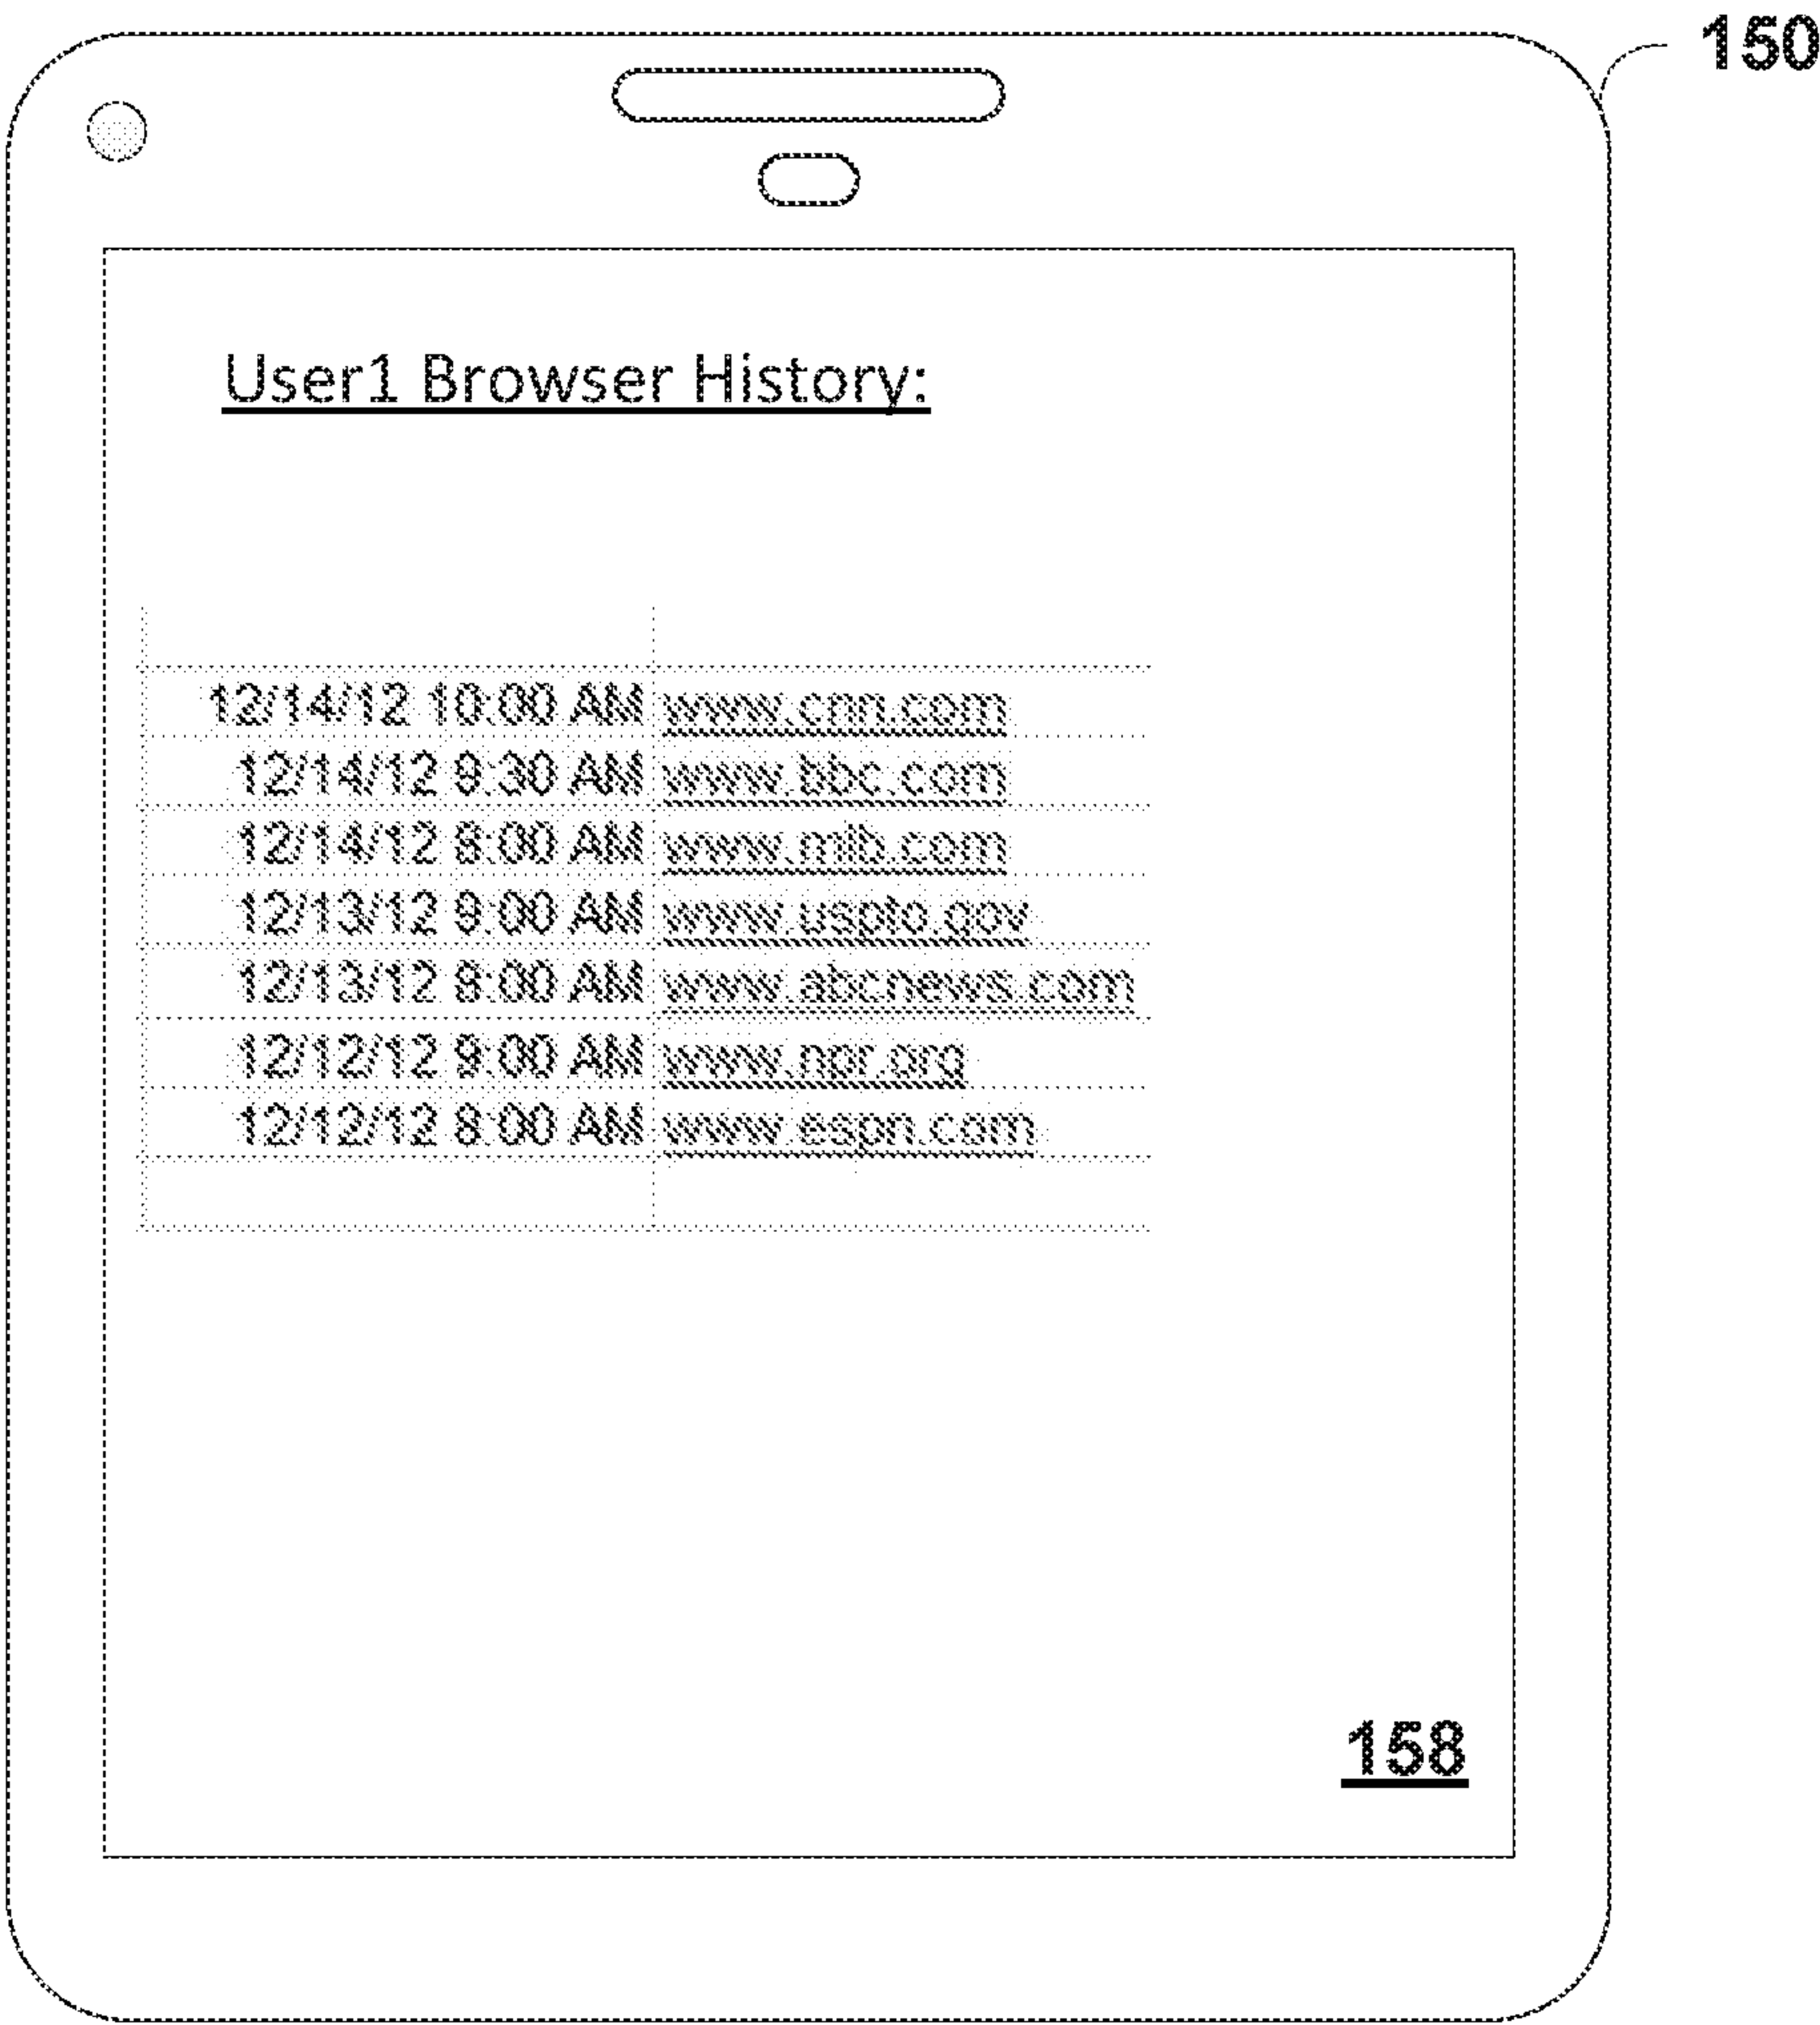 150
User1 Browser History:
12/14/12 10:00 AM www.cnn.com
12/14/12 9:30 AM www.bbc.com
12/14/12 8:00 AM www.mlb.com
12/13/12 9:00 AM www.uspto.gov
12/13/12 8:00 AM www.abcnews.com
12/12/12 9:00 AM www.npr.org
12/12/12 8:00 AM www.espn.com
158